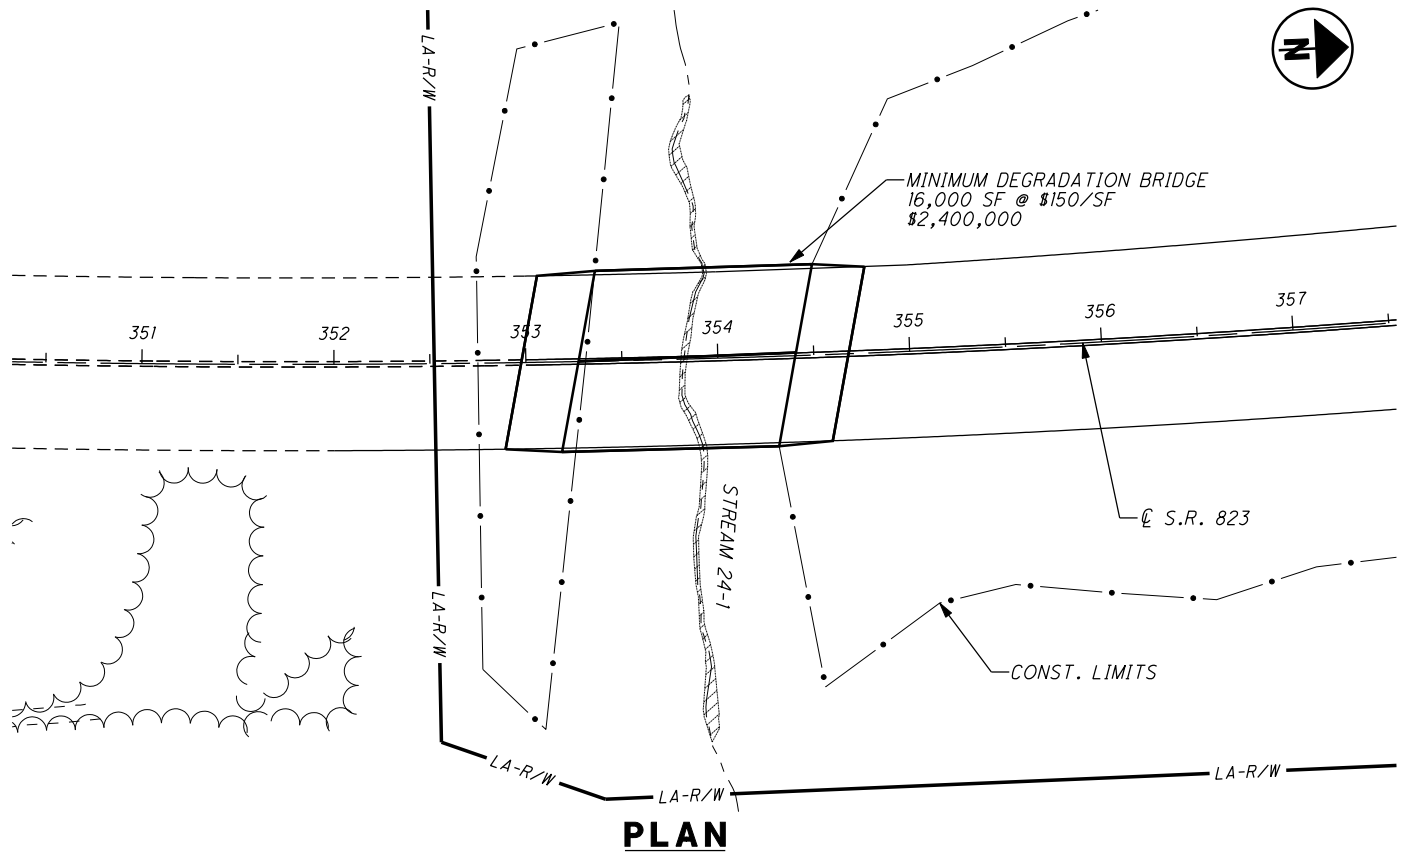 LA-R/W
N
MINIMUM DEGRADATION BRIDGE
16,000 SF @ $150/SF
$2,400,000
351
352
353
354
355
356
357
STREAM 24-1
℄ S.R. 823
LA-R/W
CONST. LIMITS
LA-R/W
LA-R/W
LA-R/W
PLAN